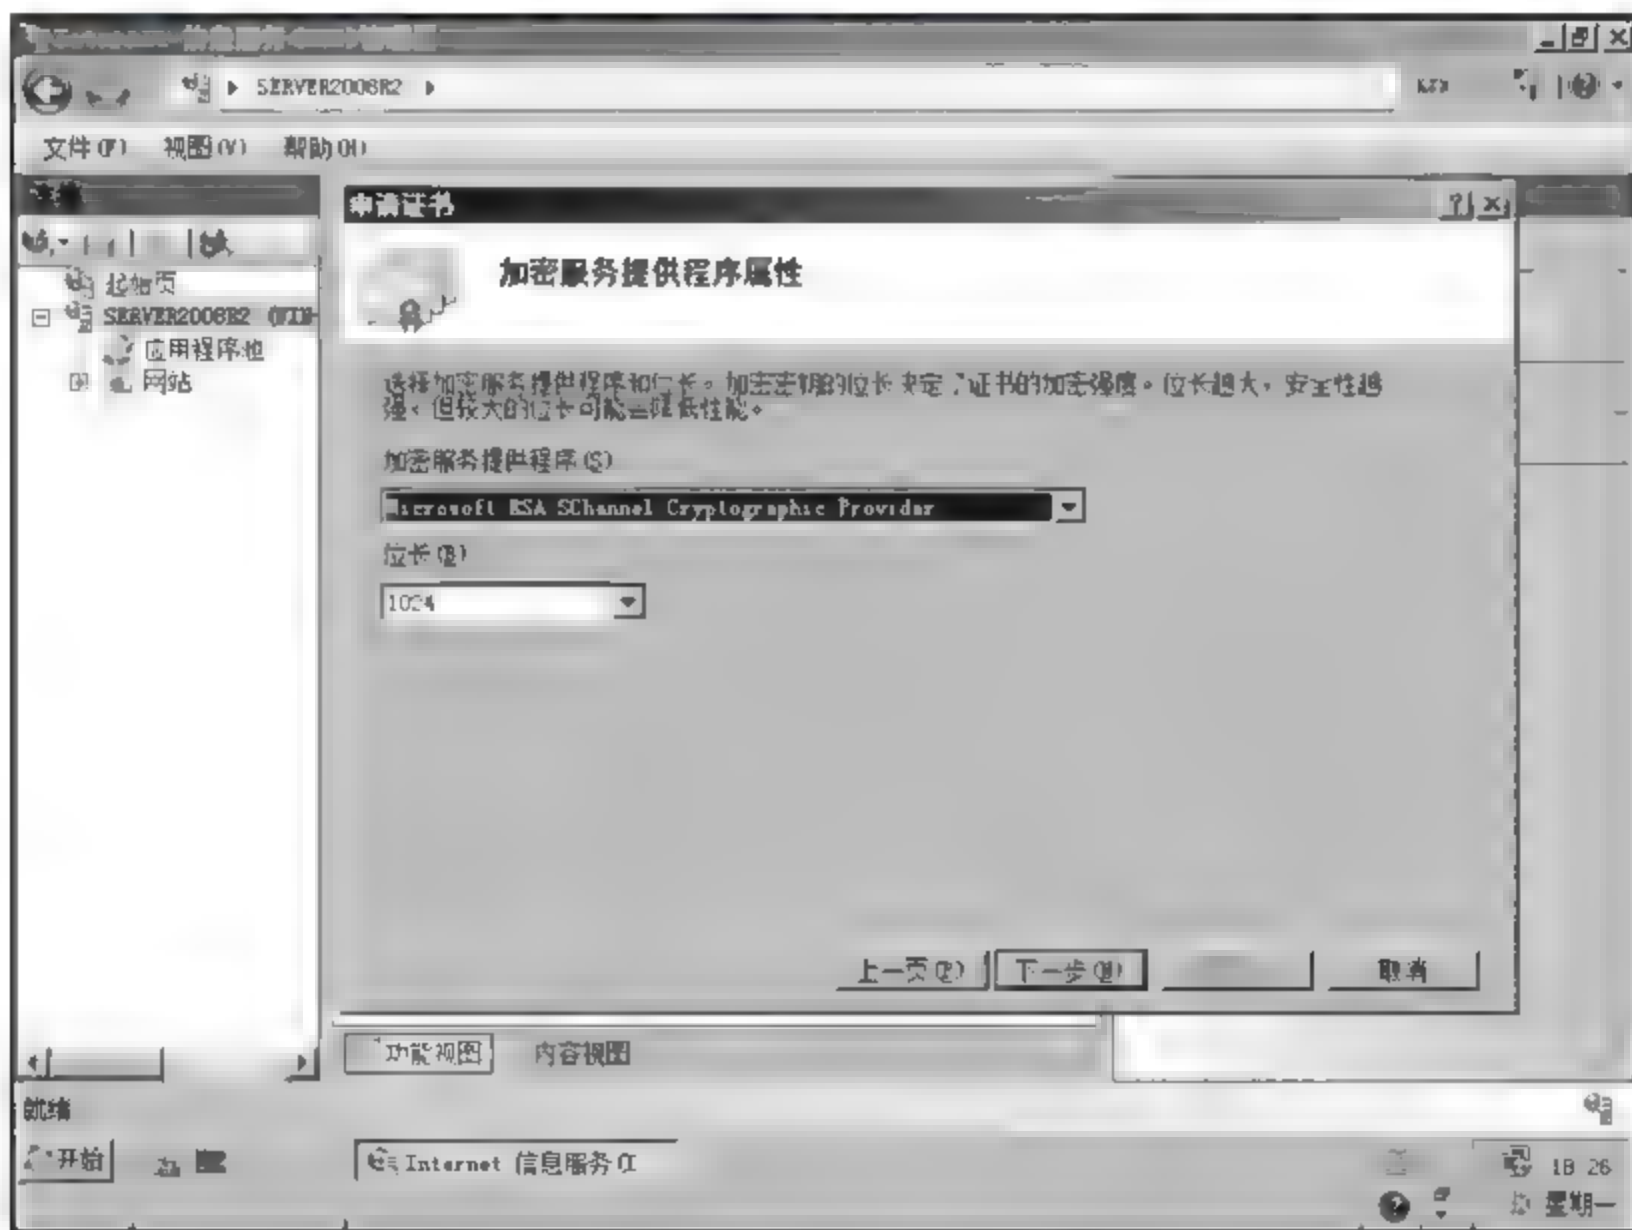 SERVER2008R2
文件(F) 视图(V) 帮助(H)
申请证书
起始页
SERVER2008R2 (WIN-
应用程序池
网站
加密服务提供程序属性
选择加密服务提供程序和位长。加密密钥的位长决定了证书的加密强度。位长越大，安全性越
强。但较大的位长可能会降低性能。
加密服务提供程序(S)
Microsoft RSA SChannel Cryptographic Provider
位长(B)
1024
上一页(P) 下一步(N) 取消
功能视图 内容视图
就绪
开始
Internet 信息服务(I
18 26
星期一